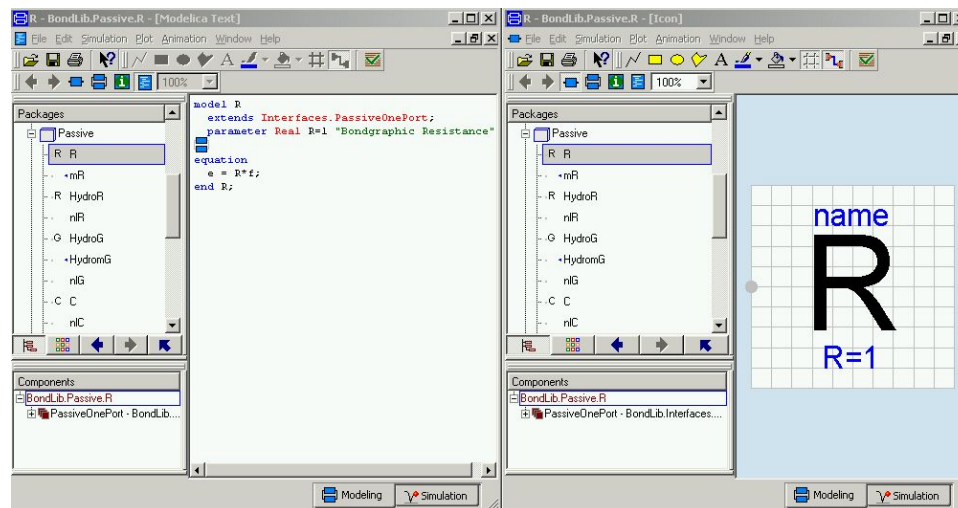 R - BondLib.Passive.R - [Modelica Text]
File Edit Simulation Plot Animation Window Help
100%
Packages
Passive
R R
mR
R HydroR
nlR
G HydroG
HydromG
nlG
C C
nlC
Components
BondLib.Passive.R
PassiveOnePort - BondLib....
model R
extends Interfaces.PassiveOnePort;
parameter Real R=1 "Bondgraphic Resistance"
equation
e = R*f;
end R;
Modeling Simulation
R - BondLib.Passive.R - [Icon]
File Edit Simulation Plot Animation Window Help
100%
Packages
Passive
R R
mR
R HydroR
nlR
G HydroG
HydromG
nlG
C C
nlC
Components
BondLib.Passive.R
PassiveOnePort - BondLib.Interfaces....
name
R
R=1
Modeling Simulation